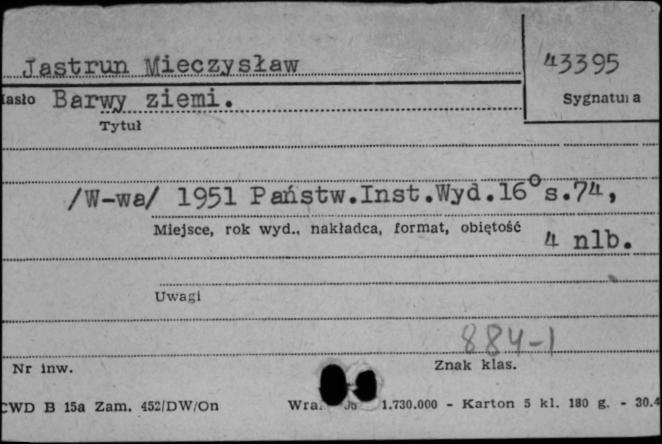 Jastrun Mieczysław
43395
Barwy ziemi.
Sygnatura
Tytuł
/W-wa/ 1951 Państw.Inst.Wyd.16° s.74,
Miejsce, rok wyd., nakładca, format, objętość
4 nlb.
Uwagi
884-1
Nr inw.
Znak klas.
CWD B 15a Zam. 452/DW/On
1.730.000 - Karton 5 kl. 180 g. - 30.4